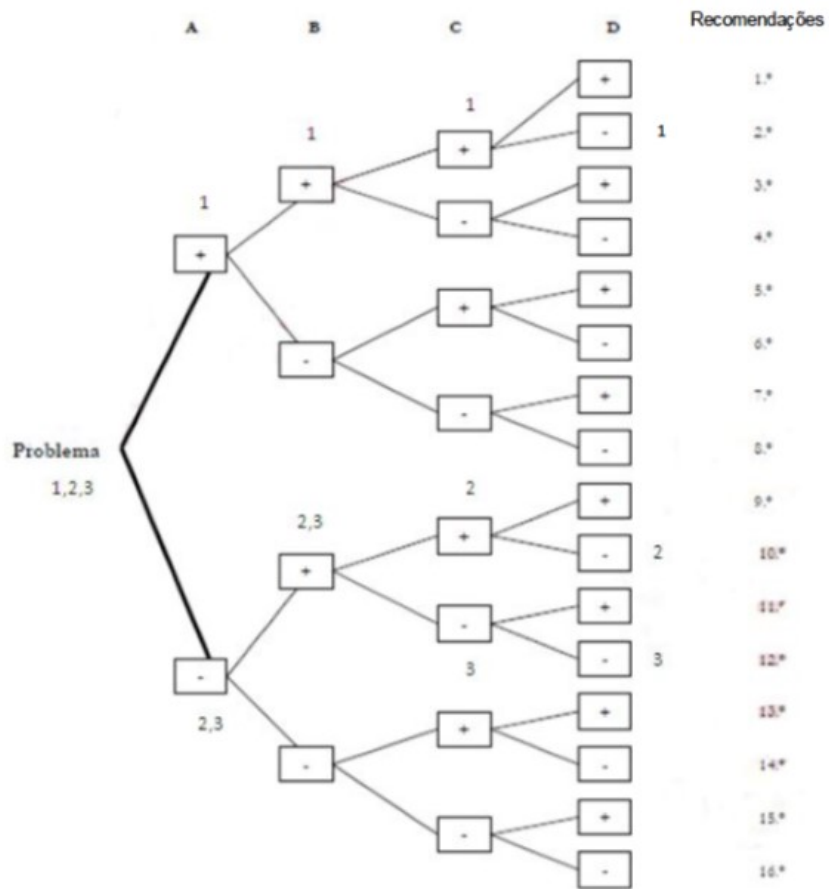 Recomendações
A B C D
+ 1.º
1
+ 1
- 1 2.º
1
+ + 3.º
1
-
- 4.º
+
+ 5.º
+
- 6.º
-
+ 7.º
-
- 8.º
Problema
1,2,3
2
+ 9.º
2,3
+
- 2 10.º
+
+ 11.º
-
- 3 12.º
3
-
2,3
+ 13.º
+
- 14.º
-
+ 15.º
-
- 16.º